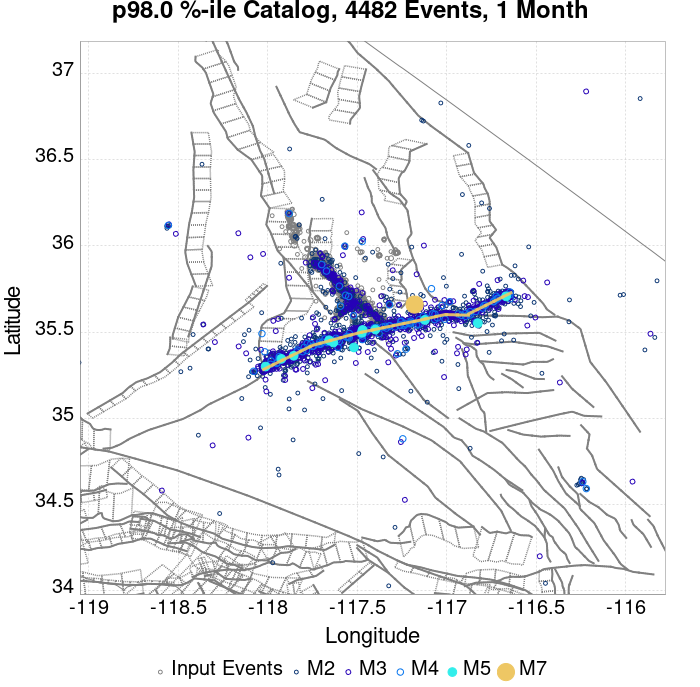 p98.0 %-ile Catalog, 4482 Events, 1 Month
37
36.5
36
35.5
35
34.5
34
Latitude
-119 -118.5 -118 -117.5 -117 -116.5 -116
Longitude
Input Events M2 M3 M4 M5 M7